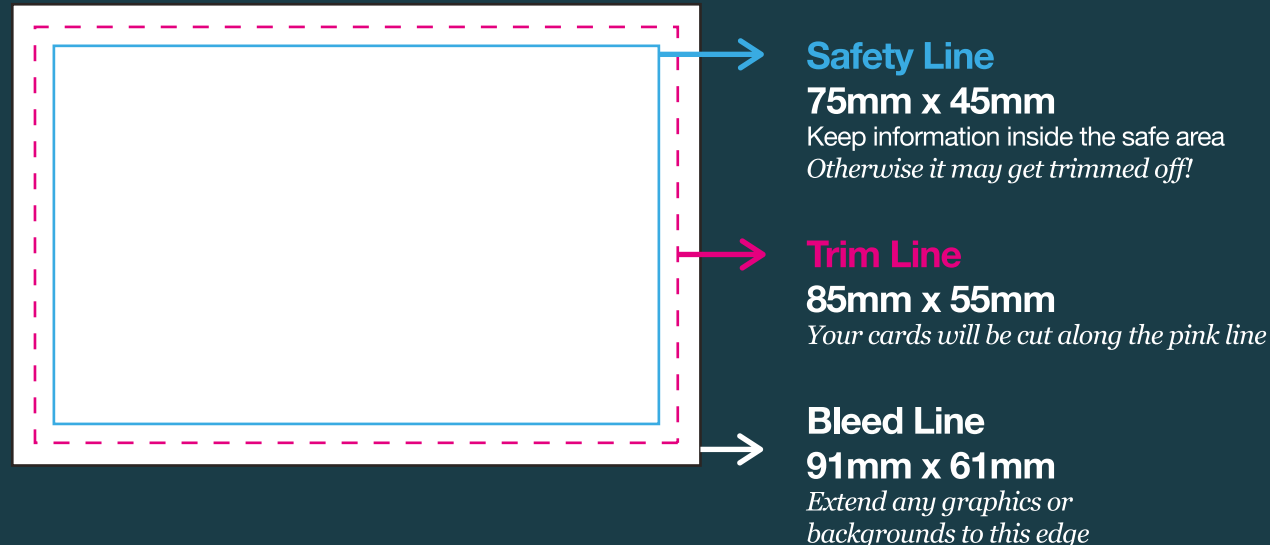 Safety Line
75mm x 45mm
Keep information inside the safe area
Otherwise it may get trimmed off!
Trim Line
85mm x 55mm
Your cards will be cut along the pink line
Bleed Line
91mm x 61mm
Extend any graphics or
backgrounds to this edge